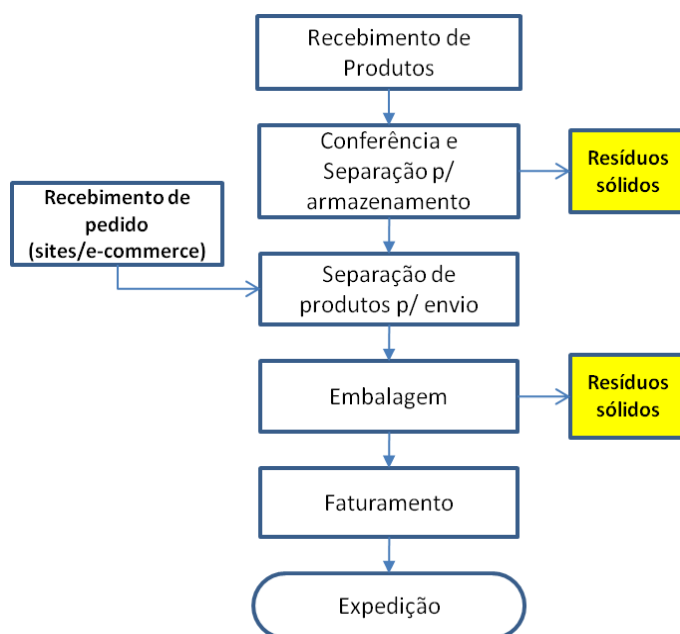 Recebimento de
Produtos
Conferência e
Separação p/
armazenamento
Resíduos
sólidos
Recebimento de
pedido
(sites/e-commerce)
Separação de
produtos p/ envio
Embalagem
Resíduos
sólidos
Faturamento
Expedição